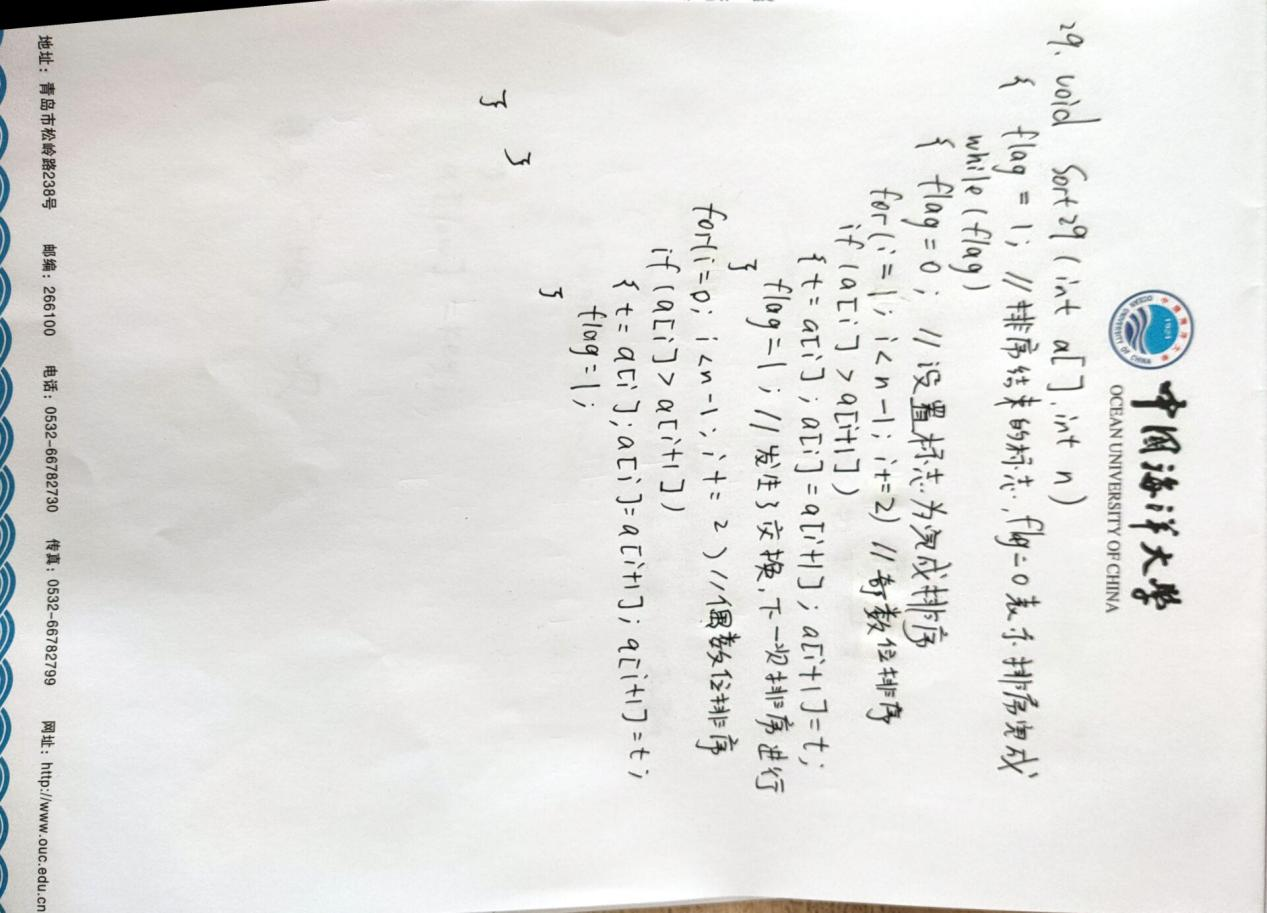 中国海洋大学
OCEAN UNIVERSITY OF CHINA
29. void Sort29 (int a[], int n)
{ flag = 1; //排序结束的标志, flag=0表示排序完成
while (flag)
{ flag = 0; //设置标志为完成排序
for (i = 1; i < n-1; i+=2) //奇数位排序
if (a[i] > a[i+1])
{ t = a[i]; a[i] = a[i+1]; a[i+1] = t;
flag = 1; //发生了交换,下一次排序进行
}
for(i=0; i<n-1; i+=2) //偶数位排序
if (a[i] > a[i+1])
{ t = a[i]; a[i]=a[i+1]; a[i+1]=t;
flag=1;
}
}
}
地址：青岛市松岭路238号 邮编：266100 电话：0532-66782730 传真：0532-66782799 网址：http://www.ouc.edu.cn